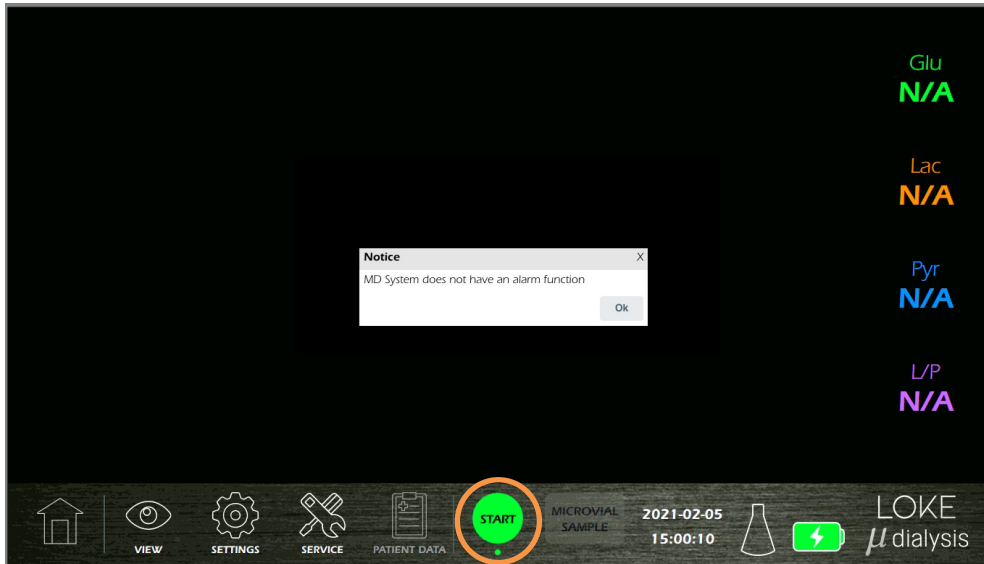 Glu
N/A
Lac
N/A
Pyr
N/A
L/P
N/A
Notice X
MD System does not have an alarm function
Ok
VIEW
SETTINGS
SERVICE
PATIENT DATA
START
MICROVIAL
SAMPLE
2021-02-05
15:00:10
LOKE
μ dialysis